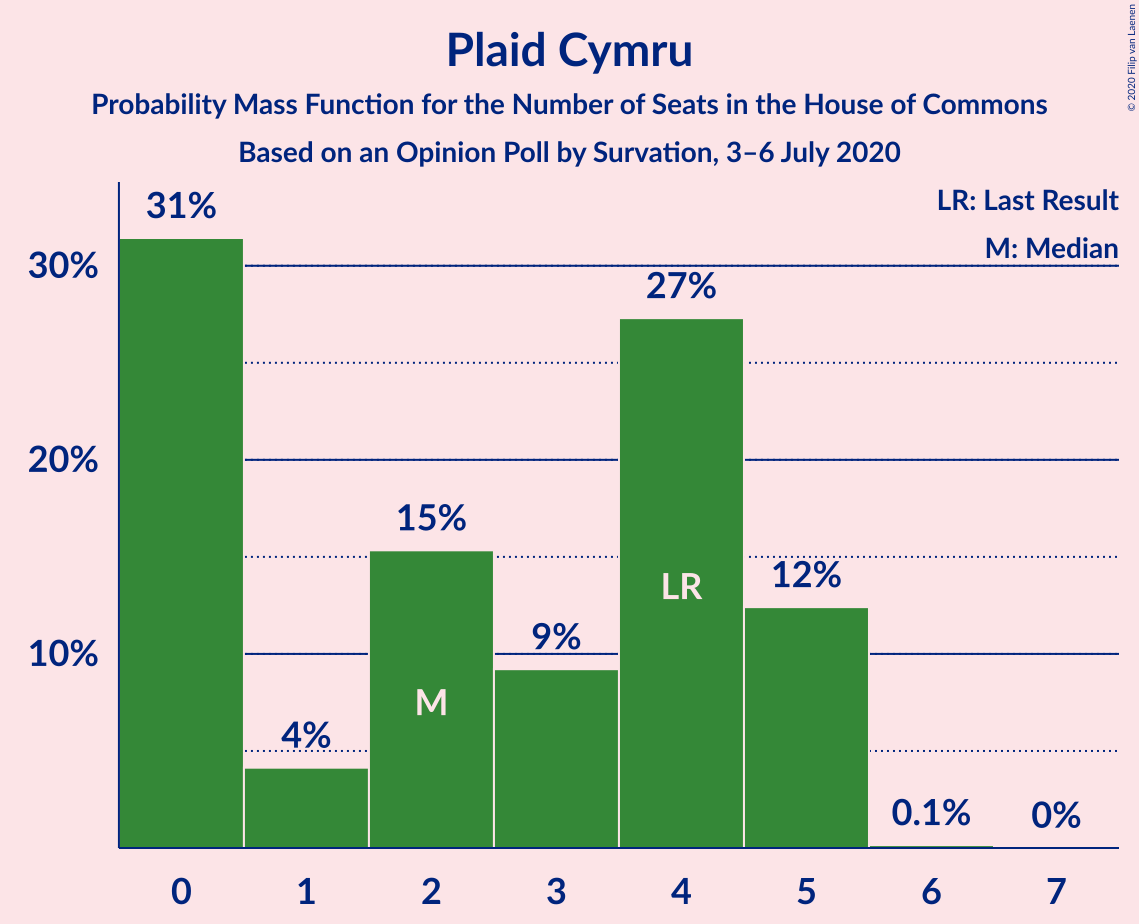 Plaid Cymru
Probability Mass Function for the Number of Seats in the House of Commons
Based on an Opinion Poll by Survation, 3–6 July 2020
© 2020 Filip van Laenen
LR: Last Result
M: Median
31%
4%
15%
9%
27%
12%
0.1%
0%
M
LR
30%
20%
10%
0 1 2 3 4 5 6 7